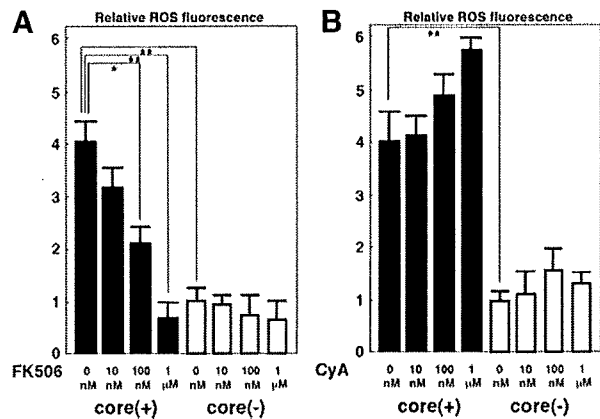 A
Relative ROS fluorescence
6
5
4
3
2
1
0
**
**
*
FK506
0 nM
10 nM
100 nM
1 μM
0 nM
10 nM
100 nM
1 μM
core(+)
core(-)
B
Relative ROS fluorescence
6
5
4
3
2
1
0
**
CyA
0 nM
10 nM
100 nM
1 μM
0 nM
10 nM
100 nM
1 μM
core(+)
core(-)